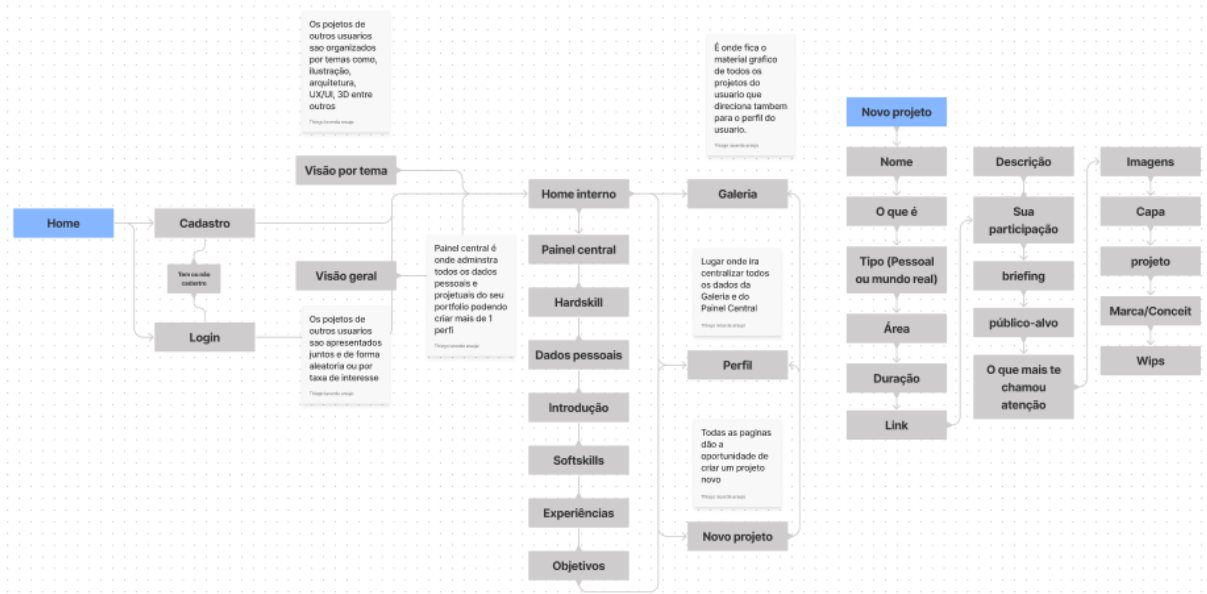 Os pojetos de
outros usuarios
sao organizados
por temas como,
ilustração,
arquitetura,
UX/UI, 3D entre
outros
É onde fica o
material grafico
de todos os
projetos do
usuario que
direciona tambem
para o perfil do
usuario.
Visão por tema
Home
Cadastro
Tem ou não
cadastro
Login
Visão geral
Os pojetos de
outros usuarios
sao apresentados
juntos e de forma
aleatoria ou por
taxa de interesse
Painel central é
onde adminstra
todos os dados
pessoais e
projetuais do seu
portfolio podendo
criar mais de 1
perfi
Home interno
Painel central
Hardskill
Dados pessoais
Introdução
Softskills
Experiências
Objetivos
Galeria
Lugar onde ira
centralizar todos
os dados da
Galeria e do
Painel Central
Perfil
Todas as paginas
dão a
oportunidade de
criar um projeto
novo
Novo projeto
Novo projeto
Nome
O que é
Tipo (Pessoal
ou mundo real)
Área
Duração
Link
Descrição
Sua
participação
briefing
público-alvo
O que mais te
chamou
atenção
Imagens
Capa
projeto
Marca/Conceit
Wips